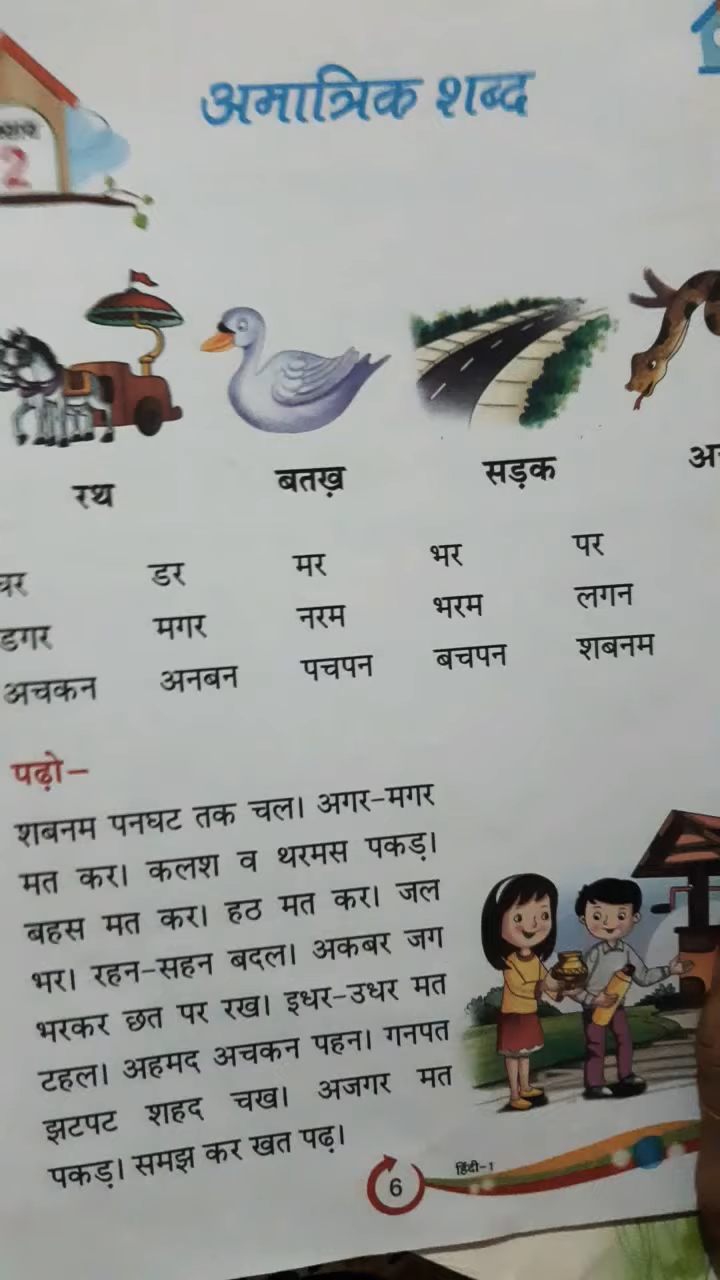 अमात्रिक शब्द
2
रथ बतख़ सड़क
डर मर भर पर
डगर मगर नरम भरम लगन
अचकन अनबन पचपन बचपन शबनम
पढ़ो–
शबनम पनघट तक चल। अगर-मगर
मत कर। कलश व थरमस पकड़।
बहस मत कर। हठ मत कर। जल
भर। रहन-सहन बदल। अकबर जग
भरकर छत पर रख। इधर-उधर मत
टहल। अहमद अचकन पहन। गनपत
झटपट शहद चख। अजगर मत
पकड़। समझ कर खत पढ़।
6
हिंदी-1